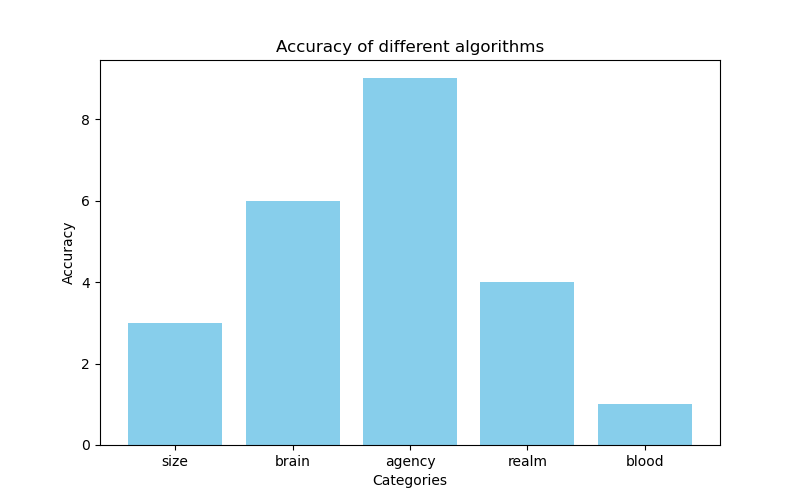 Accuracy of different algorithms
8
6
4
2
0
Accuracy
size brain agency realm blood
Categories